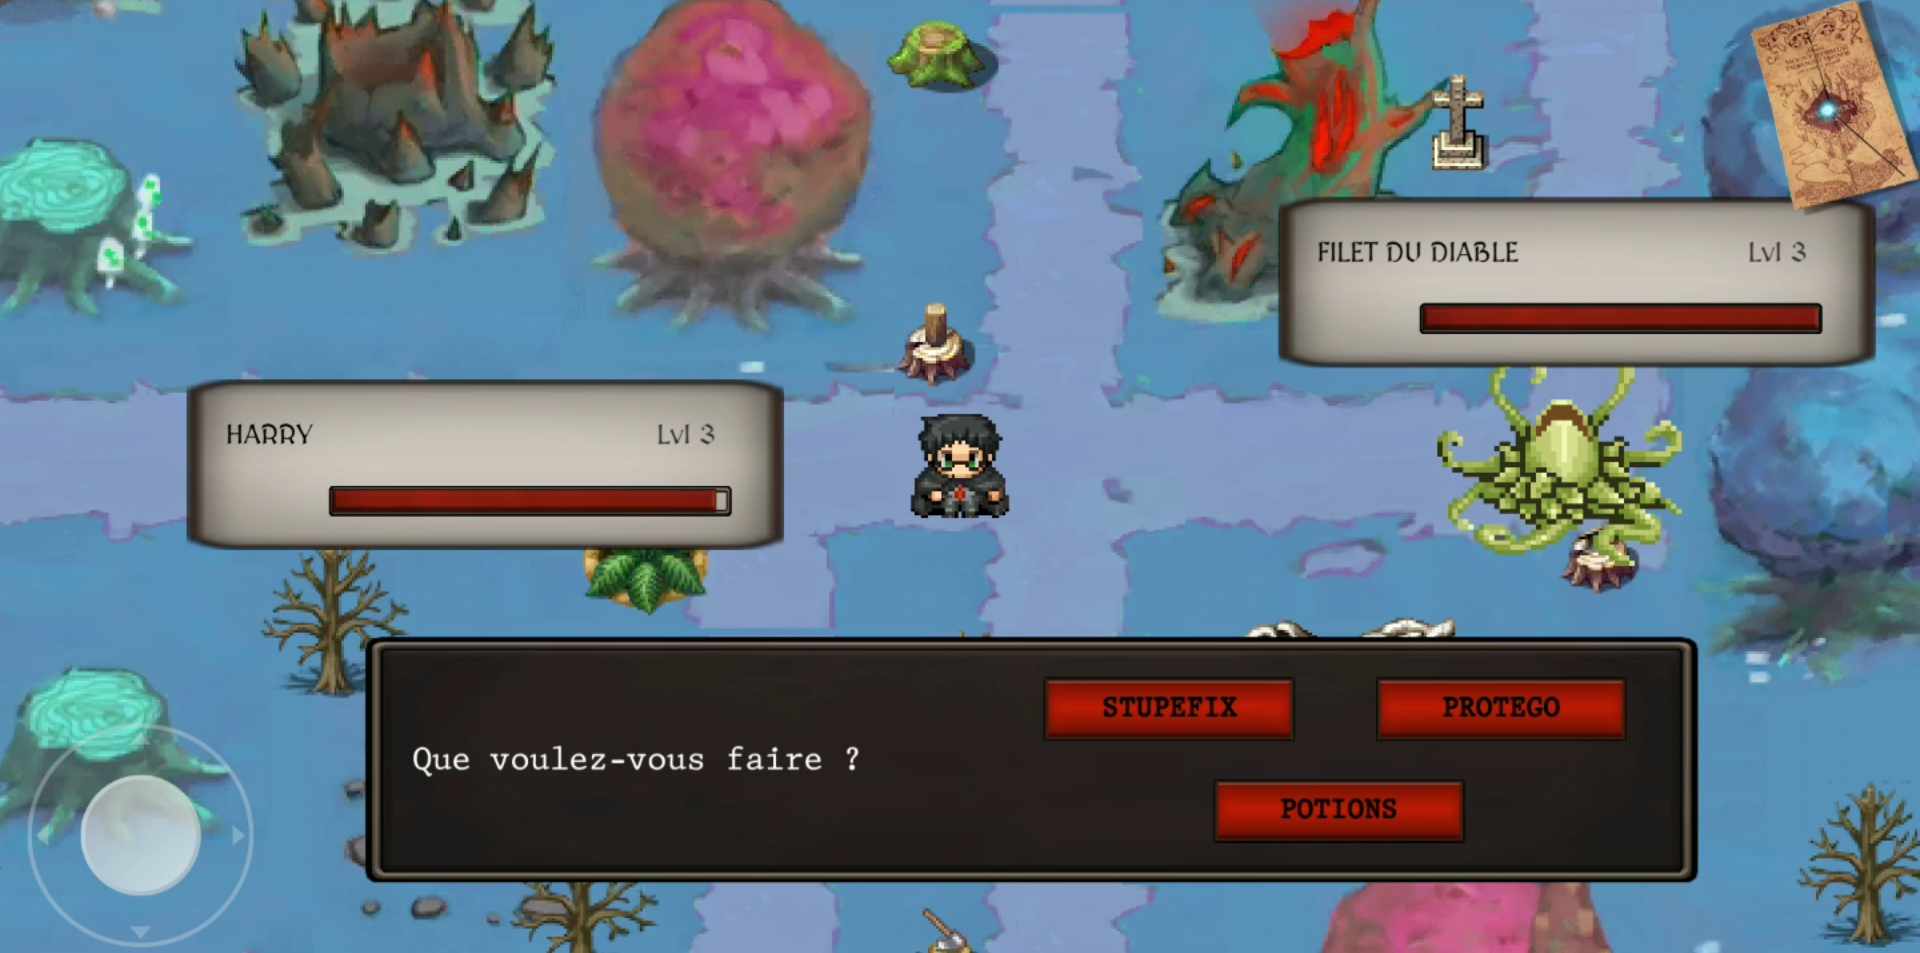 FILET DU DIABLE Lvl 3
HARRY Lvl 3
STUPEFIX PROTEGO
Que voulez-vous faire ?
POTIONS